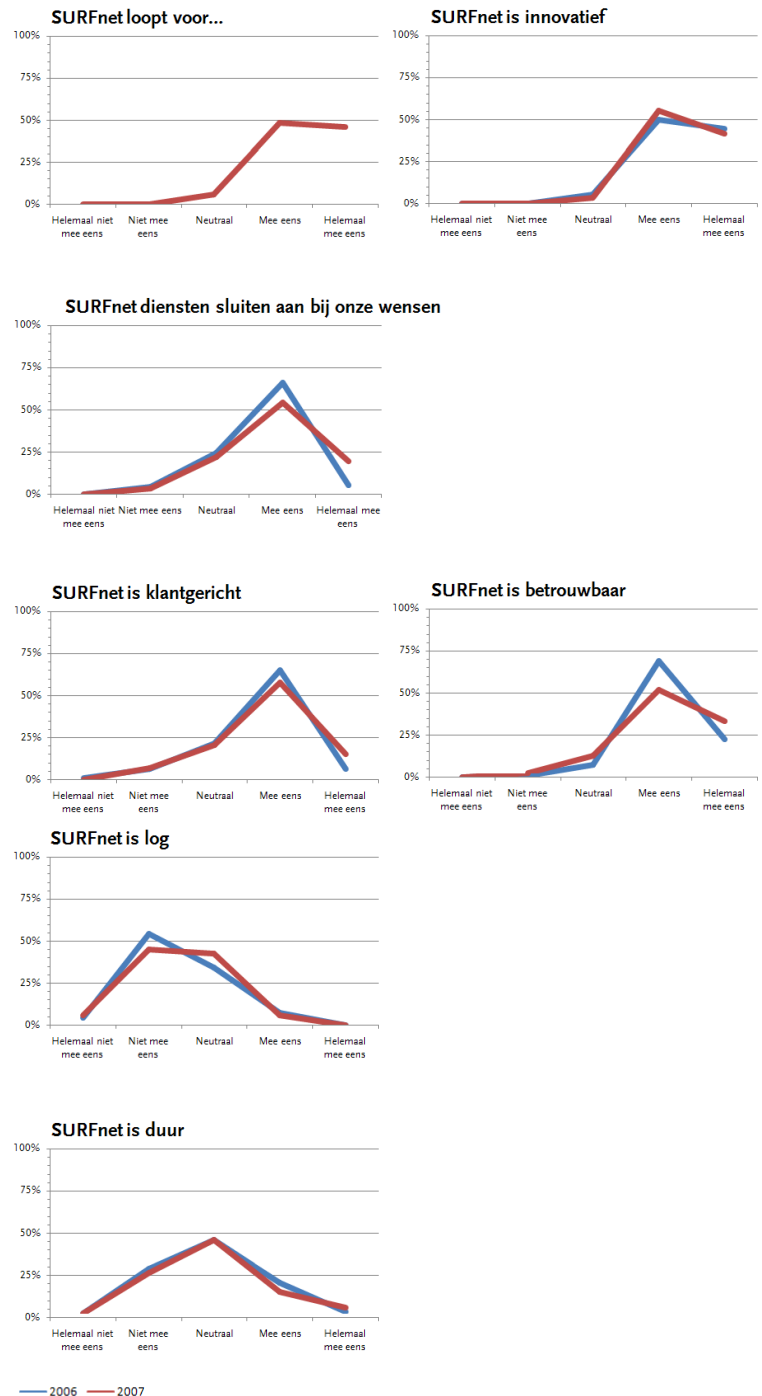 SURFnet loopt voor...
100%
75%
50%
25%
0%
Helemaal niet
mee eens
Niet mee
eens
Neutraal
Mee eens
Helemaal
mee eens
SURFnet is innovatief
100%
75%
50%
25%
0%
Helemaal niet
mee eens
Niet mee
eens
Neutraal
Mee eens
Helemaal
mee eens
SURFnet diensten sluiten aan bij onze wensen
100%
75%
50%
25%
0%
Helemaal niet
mee eens
Niet mee eens
Neutraal
Mee eens
Helemaal mee
eens
SURFnet is klantgericht
100%
75%
50%
25%
0%
Helemaal niet
mee eens
Niet mee
eens
Neutraal
Mee eens
Helemaal
mee eens
SURFnet is betrouwbaar
100%
75%
50%
25%
0%
Helemaal niet
mee eens
Niet mee
eens
Neutraal
Mee eens
Helemaal
mee eens
SURFnet is log
100%
75%
50%
25%
0%
Helemaal niet
mee eens
Niet mee
eens
Neutraal
Mee eens
Helemaal
mee eens
SURFnet is duur
100%
75%
50%
25%
0%
Helemaal niet
mee eens
Niet mee
eens
Neutraal
Mee eens
Helemaal
mee eens
2006 2007